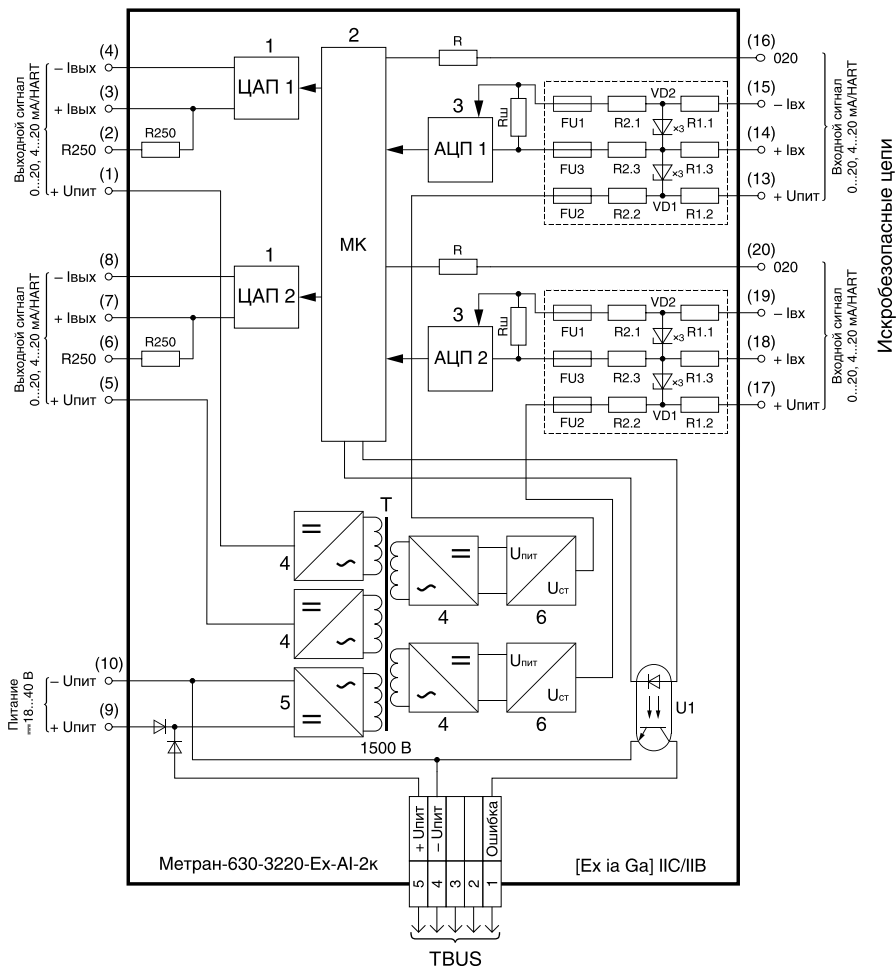 (4)
– Iвых
(3)
+ Iвых
(2)
R250
R250
(1)
+ Uпит
Выходной сигнал
0...20, 4...20 мА/HART
1
ЦАП 1
2
МК
R
(16)
020
(15)
– Iвх
(14)
+ Iвх
(13)
+ Uпит
Входной сигнал
0...20, 4...20 мА/HART
3
АЦП 1
Rш
FU1
R2.1
VD2
R1.1
×3
FU3
R2.3
R1.3
×3
FU2
R2.2
VD1
R1.2
Искробезопасные цепи
(8)
– Iвых
(7)
+ Iвых
(6)
R250
R250
(5)
+ Uпит
Выходной сигнал
0...20, 4...20 мА/HART
1
ЦАП 2
R
(20)
020
(19)
– Iвх
(18)
+ Iвх
(17)
+ Uпит
Входной сигнал
0...20, 4...20 мА/HART
3
АЦП 2
Rш
FU1
R2.1
VD2
R1.1
×3
FU3
R2.3
R1.3
×3
FU2
R2.2
VD1
R1.2
T
4
4
Uпит
Uст
6
4
4
Uпит
Uст
6
5
1500 В
(10)
– Uпит
(9)
+ Uпит
Питание
⎓18...40 В
U1
+ Uпит
– Uпит
Ошибка
5
4
3
2
1
Метран-630-3220-Ex-AI-2к
[Ex ia Ga] IIC/IIB
TBUS